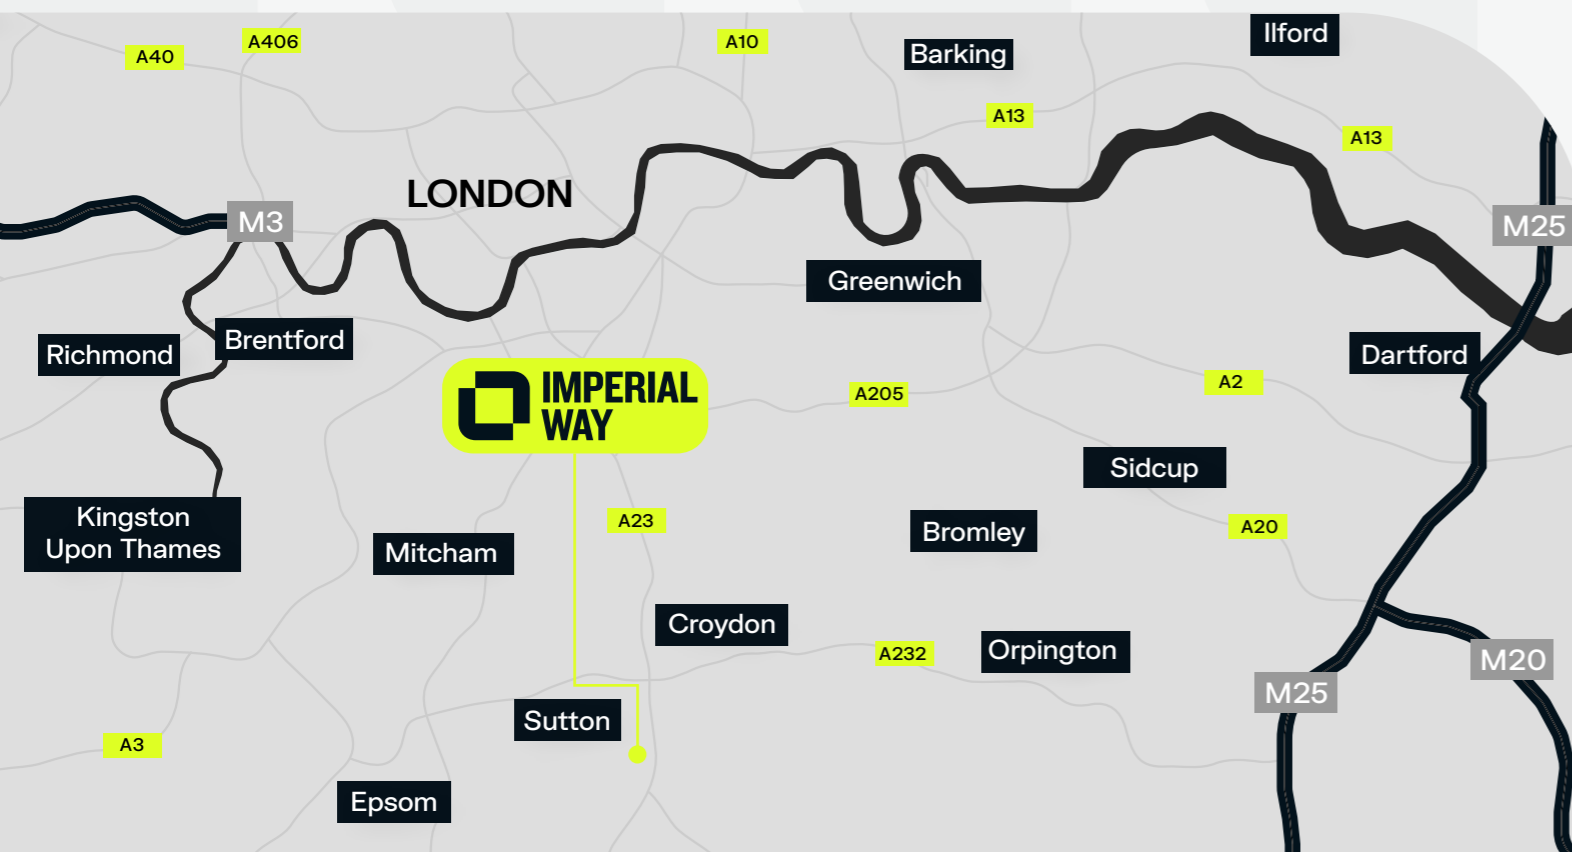 Ilford
A406
A10
Barking
A40
A13
A13
LONDON
M3
M25
Greenwich
Brentford
Richmond
Dartford
IMPERIAL
WAY
A2
A205
Sidcup
Kingston
Upon Thames
A23
A20
Bromley
Mitcham
Croydon
A232
Orpington
M20
M25
Sutton
A3
Epsom